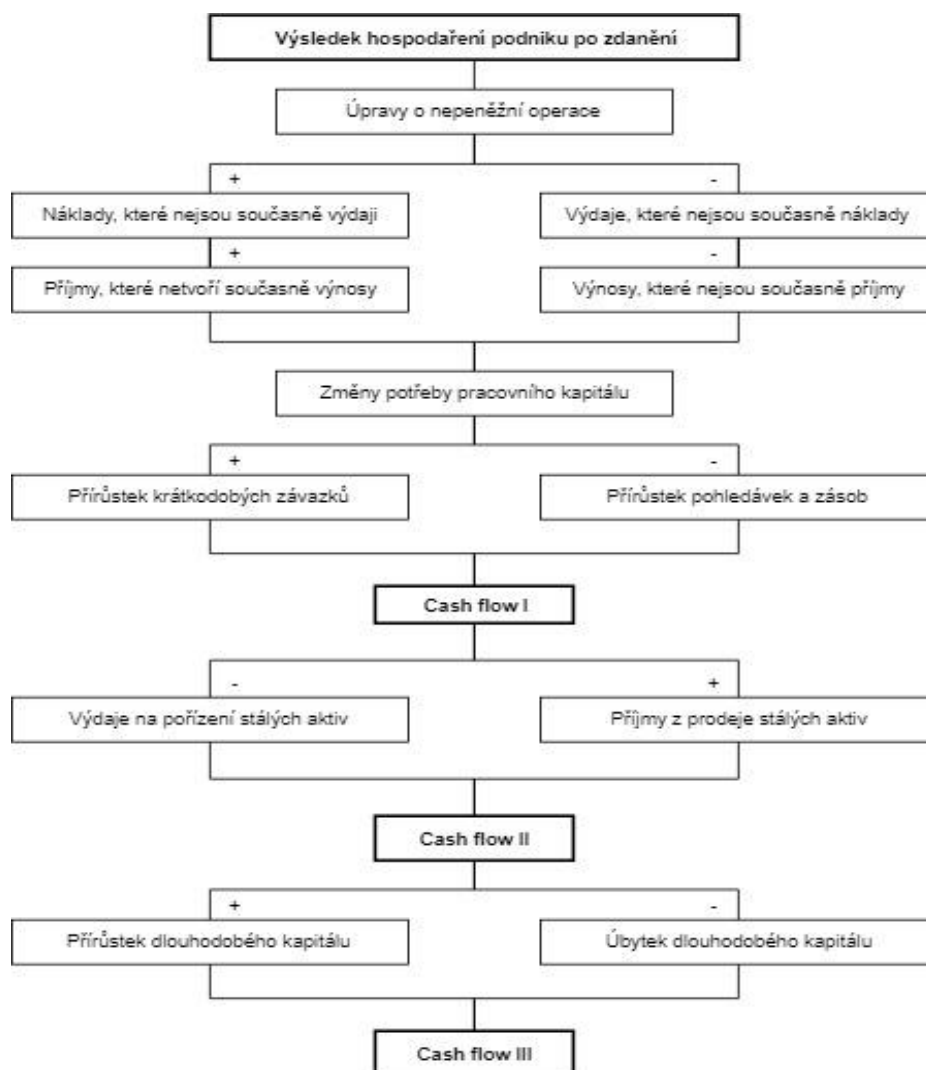 Výsledek hospodaření podniku po zdanění
Úpravy o nepeněžní operace
+ -
Náklady, které nejsou současně výdaji
Výdaje, které nejsou současně náklady
+ -
Příjmy, které netvoří současně výnosy
Výnosy, které nejsou současně příjmy
Změny potřeby pracovního kapitálu
+ -
Přírůstek krátkodobých závazků
Přírůstek pohledávek a zásob
Cash flow I
- +
Výdaje na pořízení stálých aktiv
Příjmy z prodeje stálých aktiv
Cash flow II
+ -
Přírůstek dlouhodobého kapitálu
Úbytek dlouhodobého kapitálu
Cash flow III